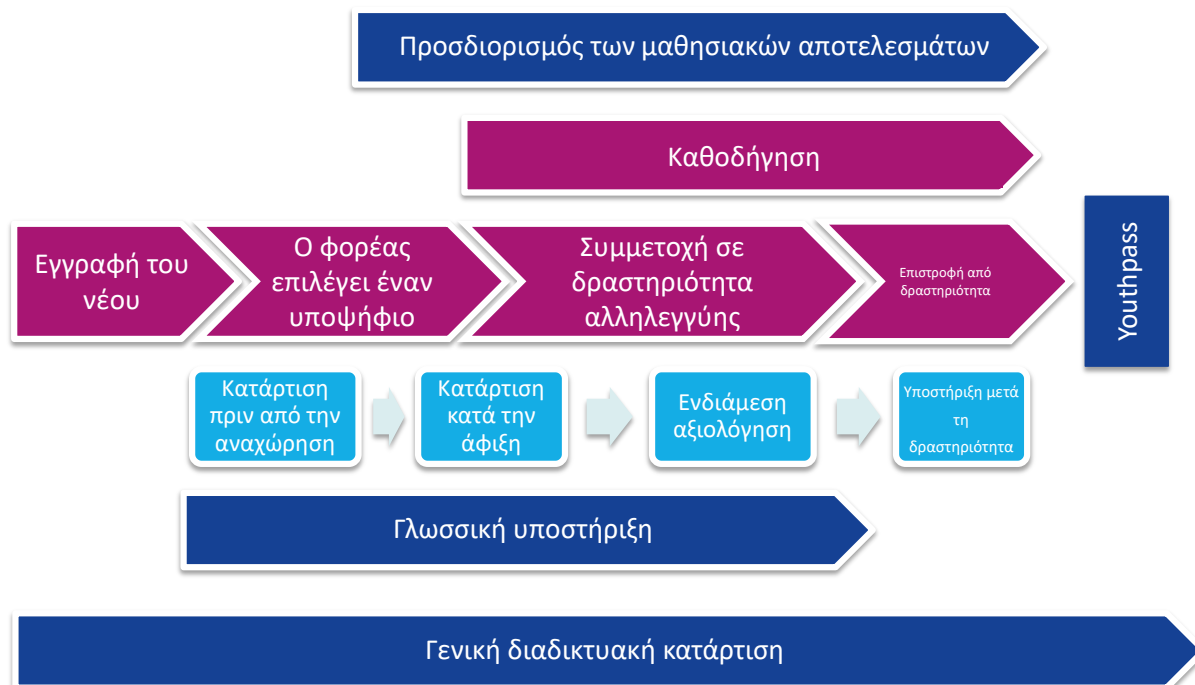 Προσδιορισμός των μαθησιακών αποτελεσμάτων
Καθοδήγηση
Εγγραφή του
νέου
Ο φορέας
επιλέγει έναν
υποψήφιο
Συμμετοχή σε
δραστηριότητα
αλληλεγγύης
Επιστροφή από
δραστηριότητα
Youthpass
Κατάρτιση
πριν από την
αναχώρηση
Κατάρτιση
κατά την
άφιξη
Ενδιάμεση
αξιολόγηση
Υποστήριξη μετά
τη
δραστηριότητα
Γλωσσική υποστήριξη
Γενική διαδικτυακή κατάρτιση